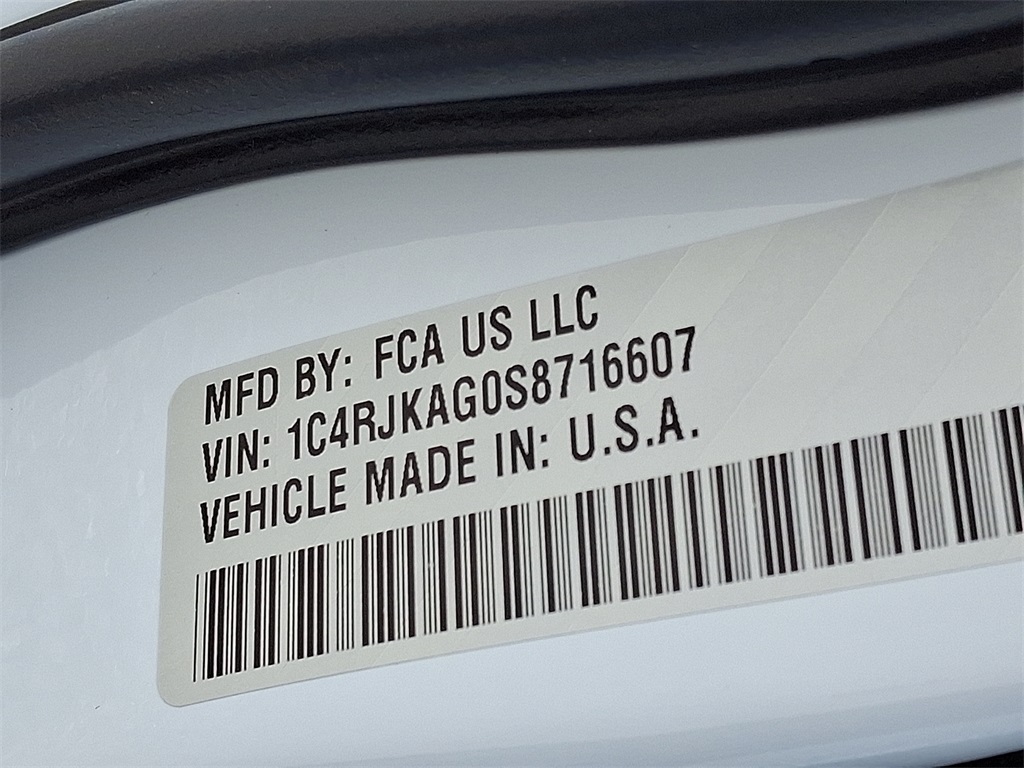 MFD BY: FCA US LLC
VIN: 1C4RJKAG0S8716607
VEHICLE MADE IN: U.S.A.